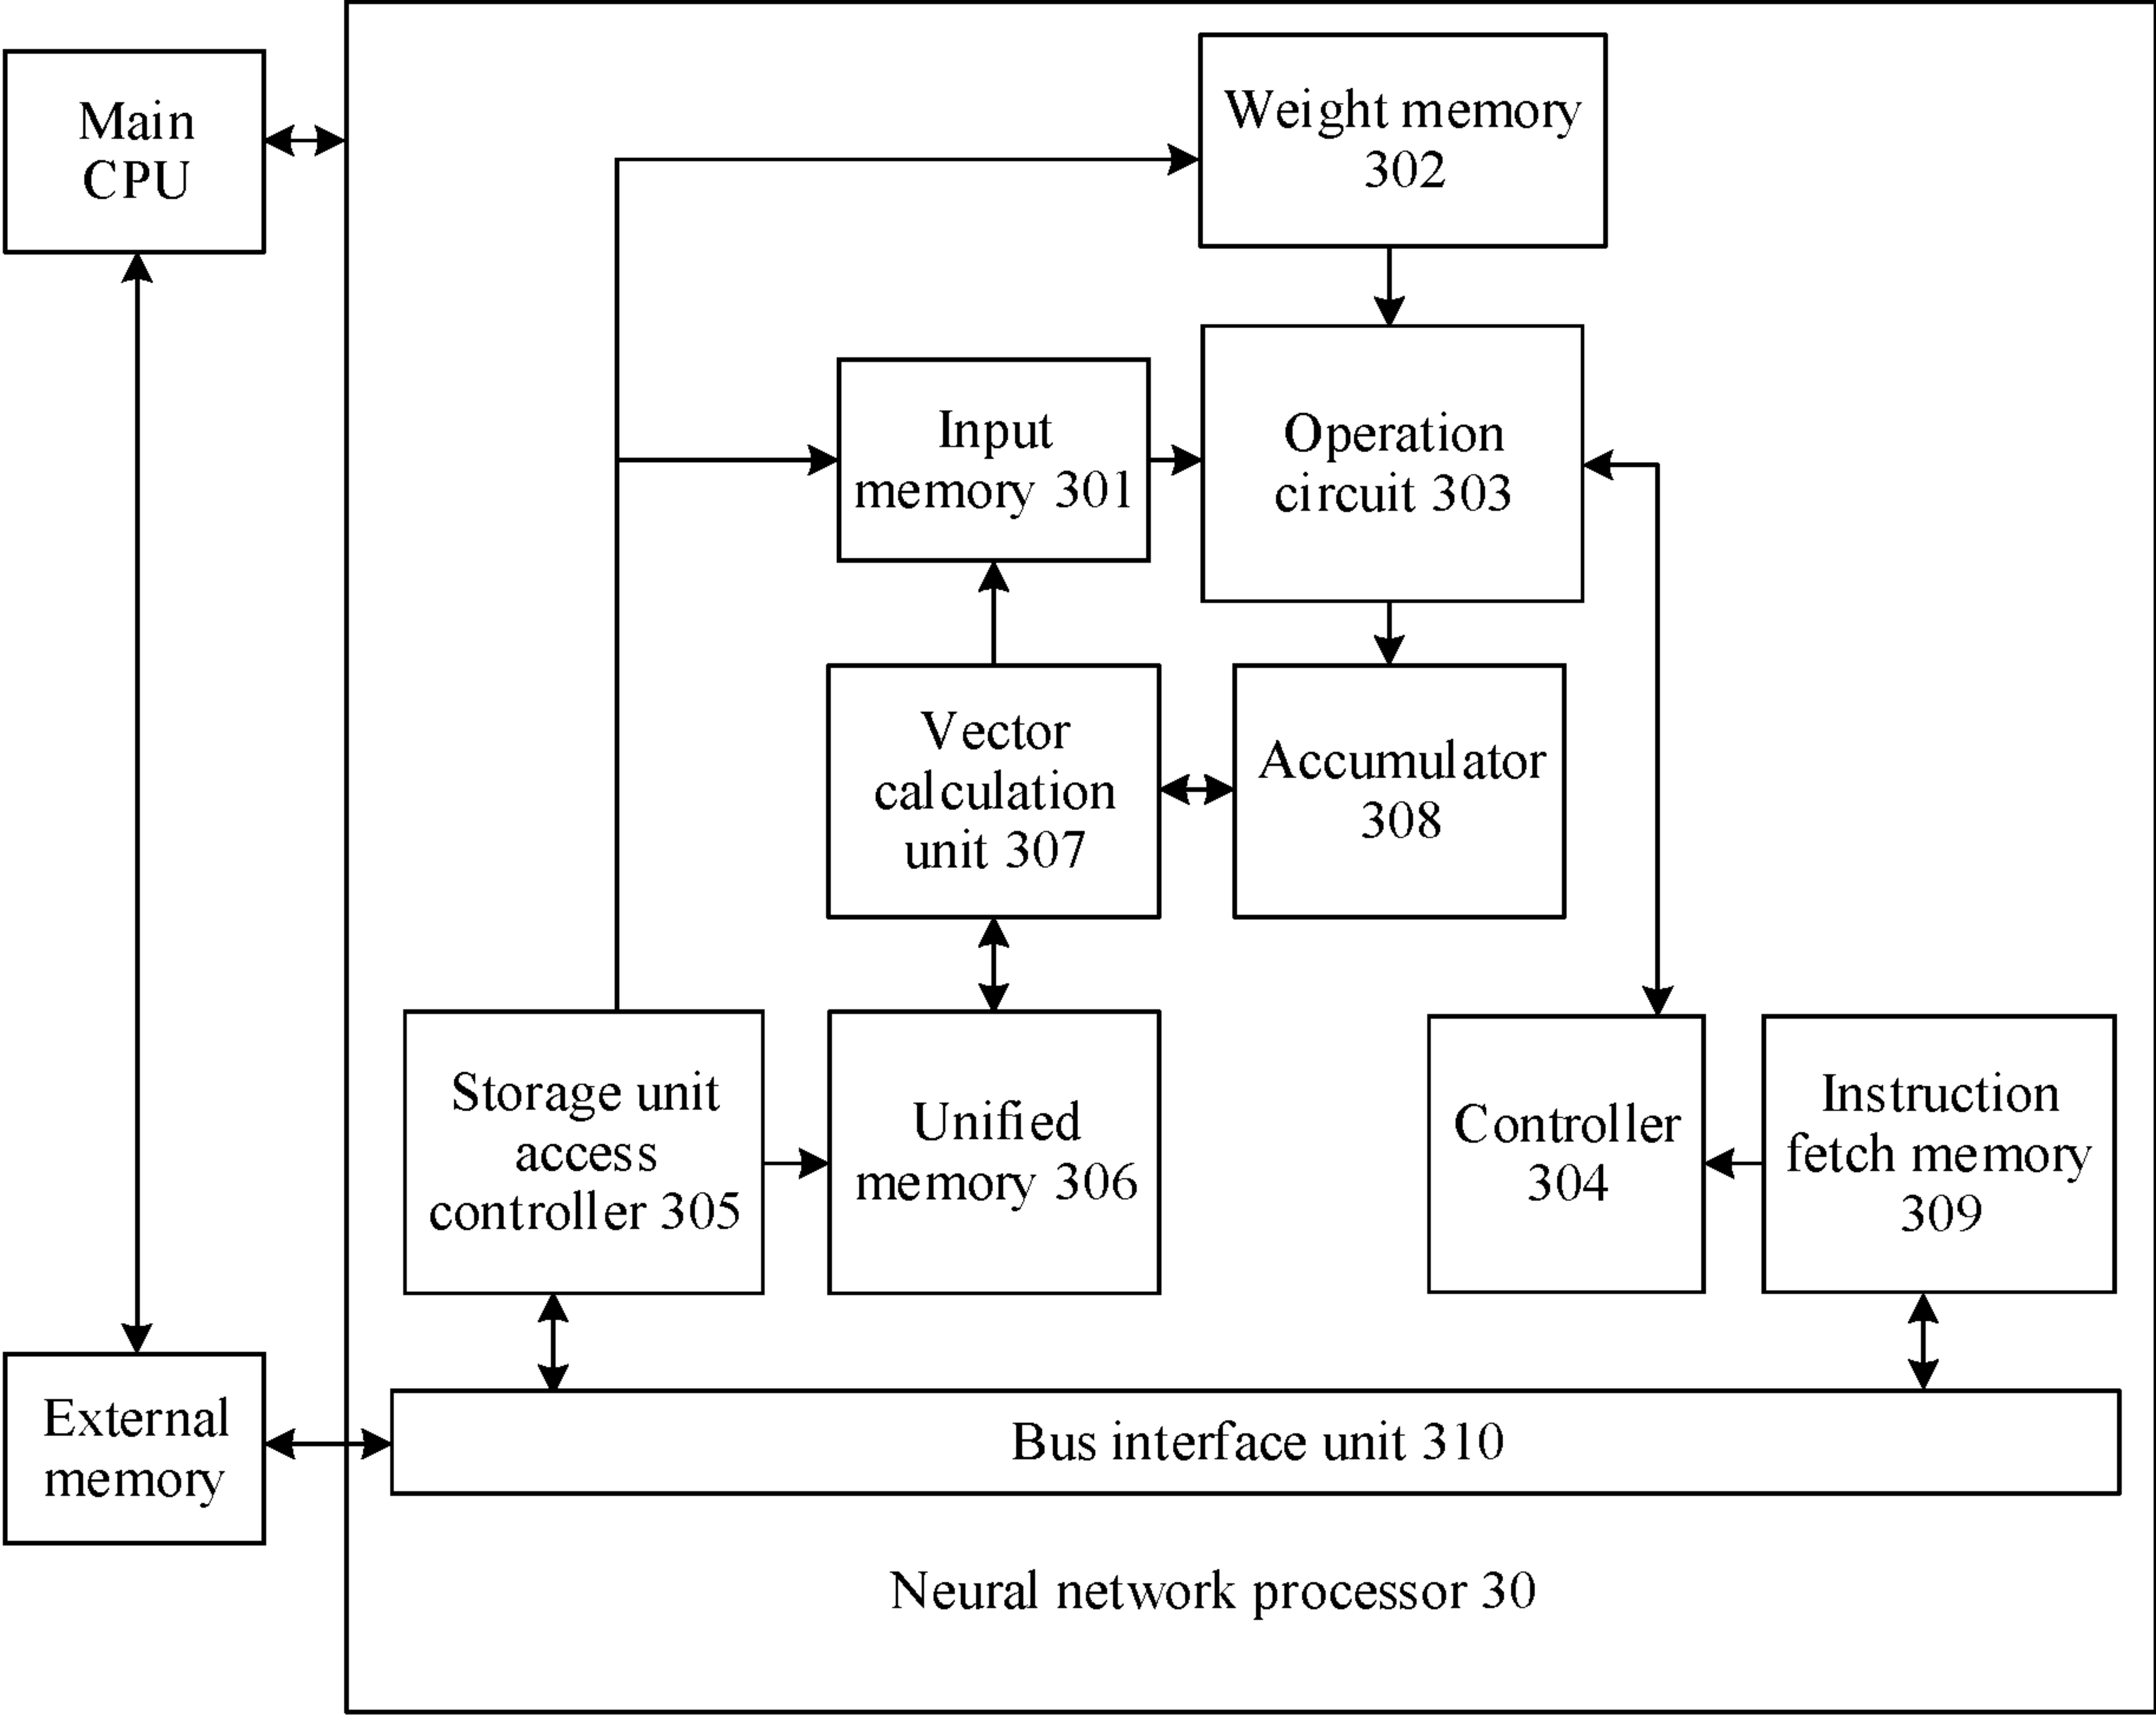 Main
CPU
Weight memory
302
Input
memory 301
Operation
circuit 303
Vector
calculation
unit 307
Accumulator
308
Storage unit
access
controller 305
Unified
memory 306
Controller
304
Instruction
fetch memory
309
External
memory
Bus interface unit 310
Neural network processor 30